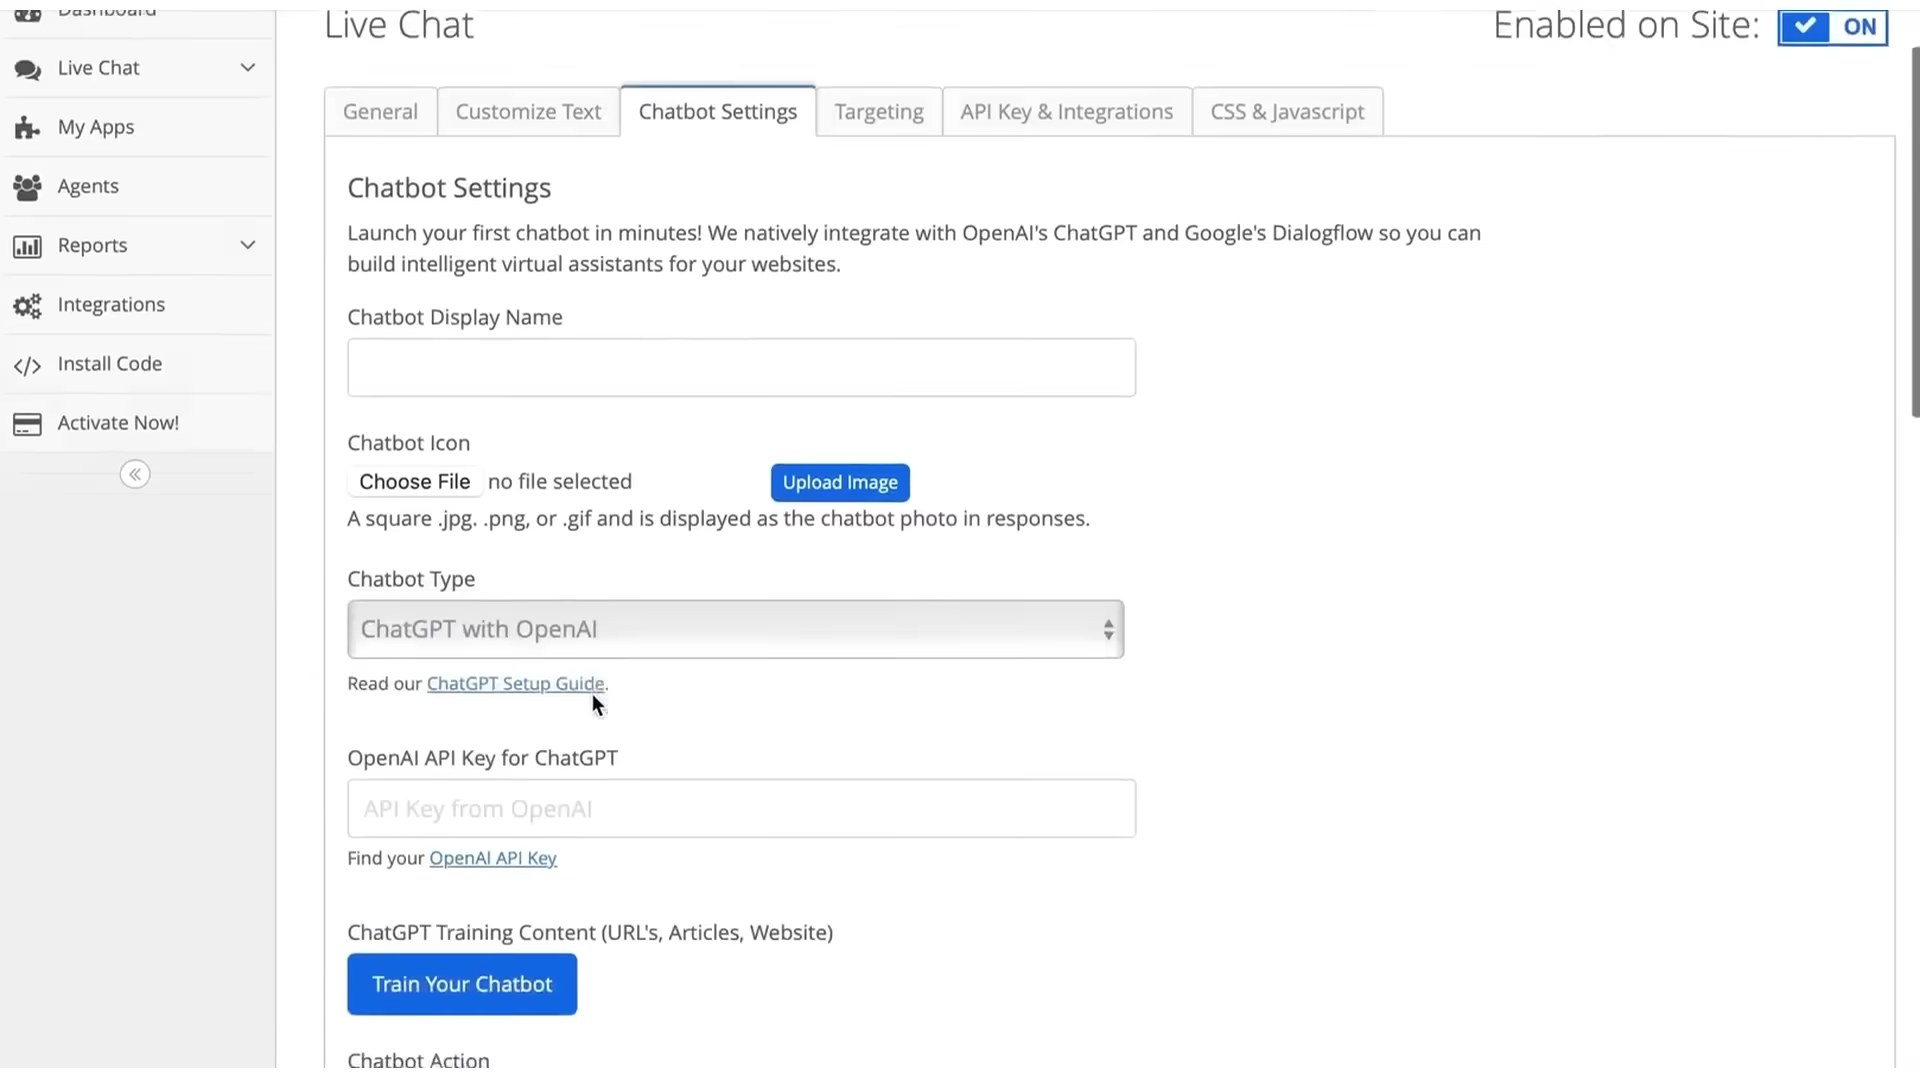 Dashboard
Live Chat
My Apps
Agents
Reports
Integrations
Install Code
Activate Now!
Live Chat
Enabled on Site:
ON
General
Customize Text
Chatbot Settings
Targeting
API Key & Integrations
CSS & Javascript
Chatbot Settings
Launch your first chatbot in minutes! We natively integrate with OpenAI's ChatGPT and Google's Dialogflow so you can
build intelligent virtual assistants for your websites.
Chatbot Display Name
Chatbot Icon
Choose File no file selected
Upload Image
A square .jpg. .png, or .gif and is displayed as the chatbot photo in responses.
Chatbot Type
ChatGPT with OpenAI
Read our ChatGPT Setup Guide.
OpenAI API Key for ChatGPT
API Key from OpenAI
Find your OpenAI API Key
ChatGPT Training Content (URL's, Articles, Website)
Train Your Chatbot
Chatbot Action